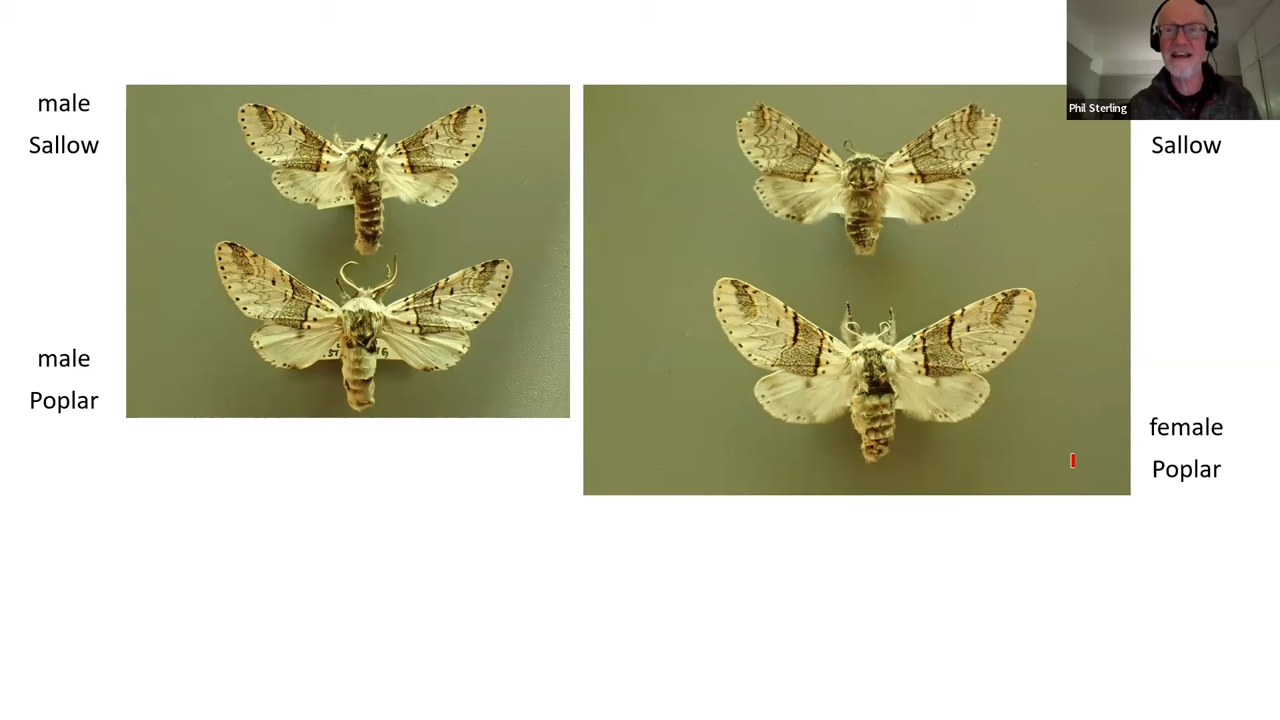 male
Sallow
male
Poplar
Phil Sterling
Sallow
female
Poplar